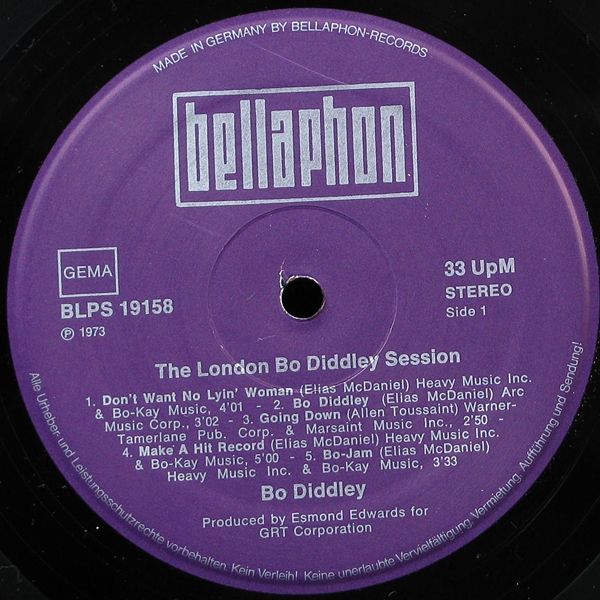 MADE IN GERMANY BY BELLAPHON-RECORDS
bellaphon
GEMA
BLPS 19158
℗ 1973
33 UpM
STEREO
Side 1
The London Bo Diddley Session
1. Don't Want No Lyin' Woman (Elias McDaniel) Heavy Music Inc.
& Bo-Kay Music, 4'01 - 2. Bo Diddley (Elias McDaniel) Arc
Music Corp., 3'02 - 3. Going Down (Allen Toussaint) Warner-
Tamerlane Pub. Corp. & Marsaint Music Inc., 2'50 -
4. Make A Hit Record (Elias McDaniel) Heavy Music Inc.
& Bo-Kay Music, 5'00 - 5. Bo-Jam (Elias McDaniel)
Heavy Music Inc. & Bo-Kay Music, 3'33
Bo Diddley
Produced by Esmond Edwards for
GRT Corporation
Alle Urheber- und Leistungsschutzrechte vorbehalten. Kein Verleih! Keine unerlaubte Vervielfältigung, Vermietung, Aufführung und Sendung!